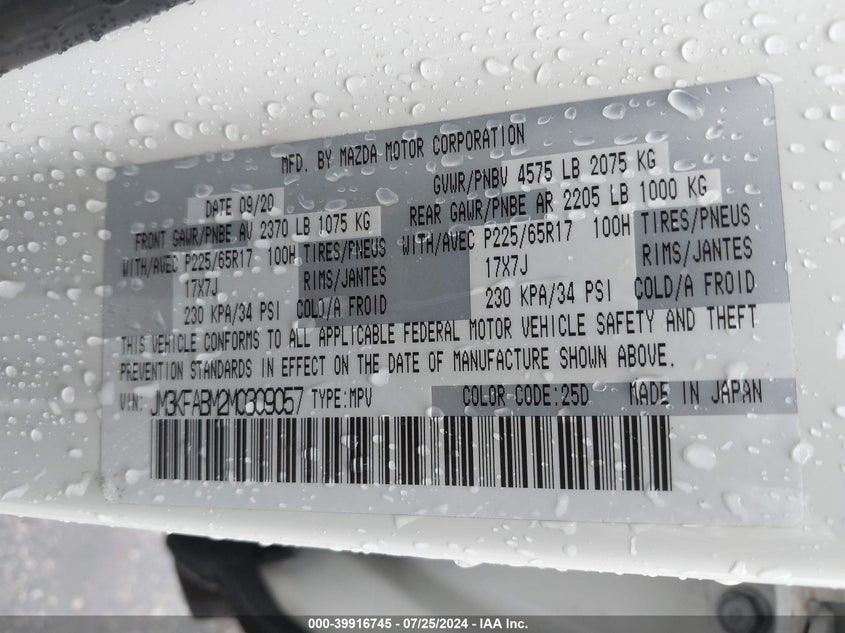 MFD. BY MAZDA MOTOR CORPORATION
DATE 09/20 GVWR/PNBV 4575 LB 2075 KG
FRONT GAWR/PNBE AV 2370 LB 1075 KG REAR GAWR/PNBE AR 2205 LB 1000 KG
WITH/AVEC P225/65R17 100H TIRES/PNEUS WITH/AVEC P225/65R17 100H TIRES/PNEUS
17X7J RIMS/JANTES 17X7J RIMS/JANTES
230 KPA/34 PSI COLD/A FROID 230 KPA/34 PSI COLD/A FROID
THIS VEHICLE CONFORMS TO ALL APPLICABLE FEDERAL MOTOR VEHICLE SAFETY AND THEFT
PREVENTION STANDARDS IN EFFECT ON THE DATE OF MANUFACTURE SHOWN ABOVE.
VIN: JM3KFABM2M0309057 TYPE:MPV COLOR CODE:25D MADE IN JAPAN
000-39916745 - 07/25/2024 - IAA Inc.